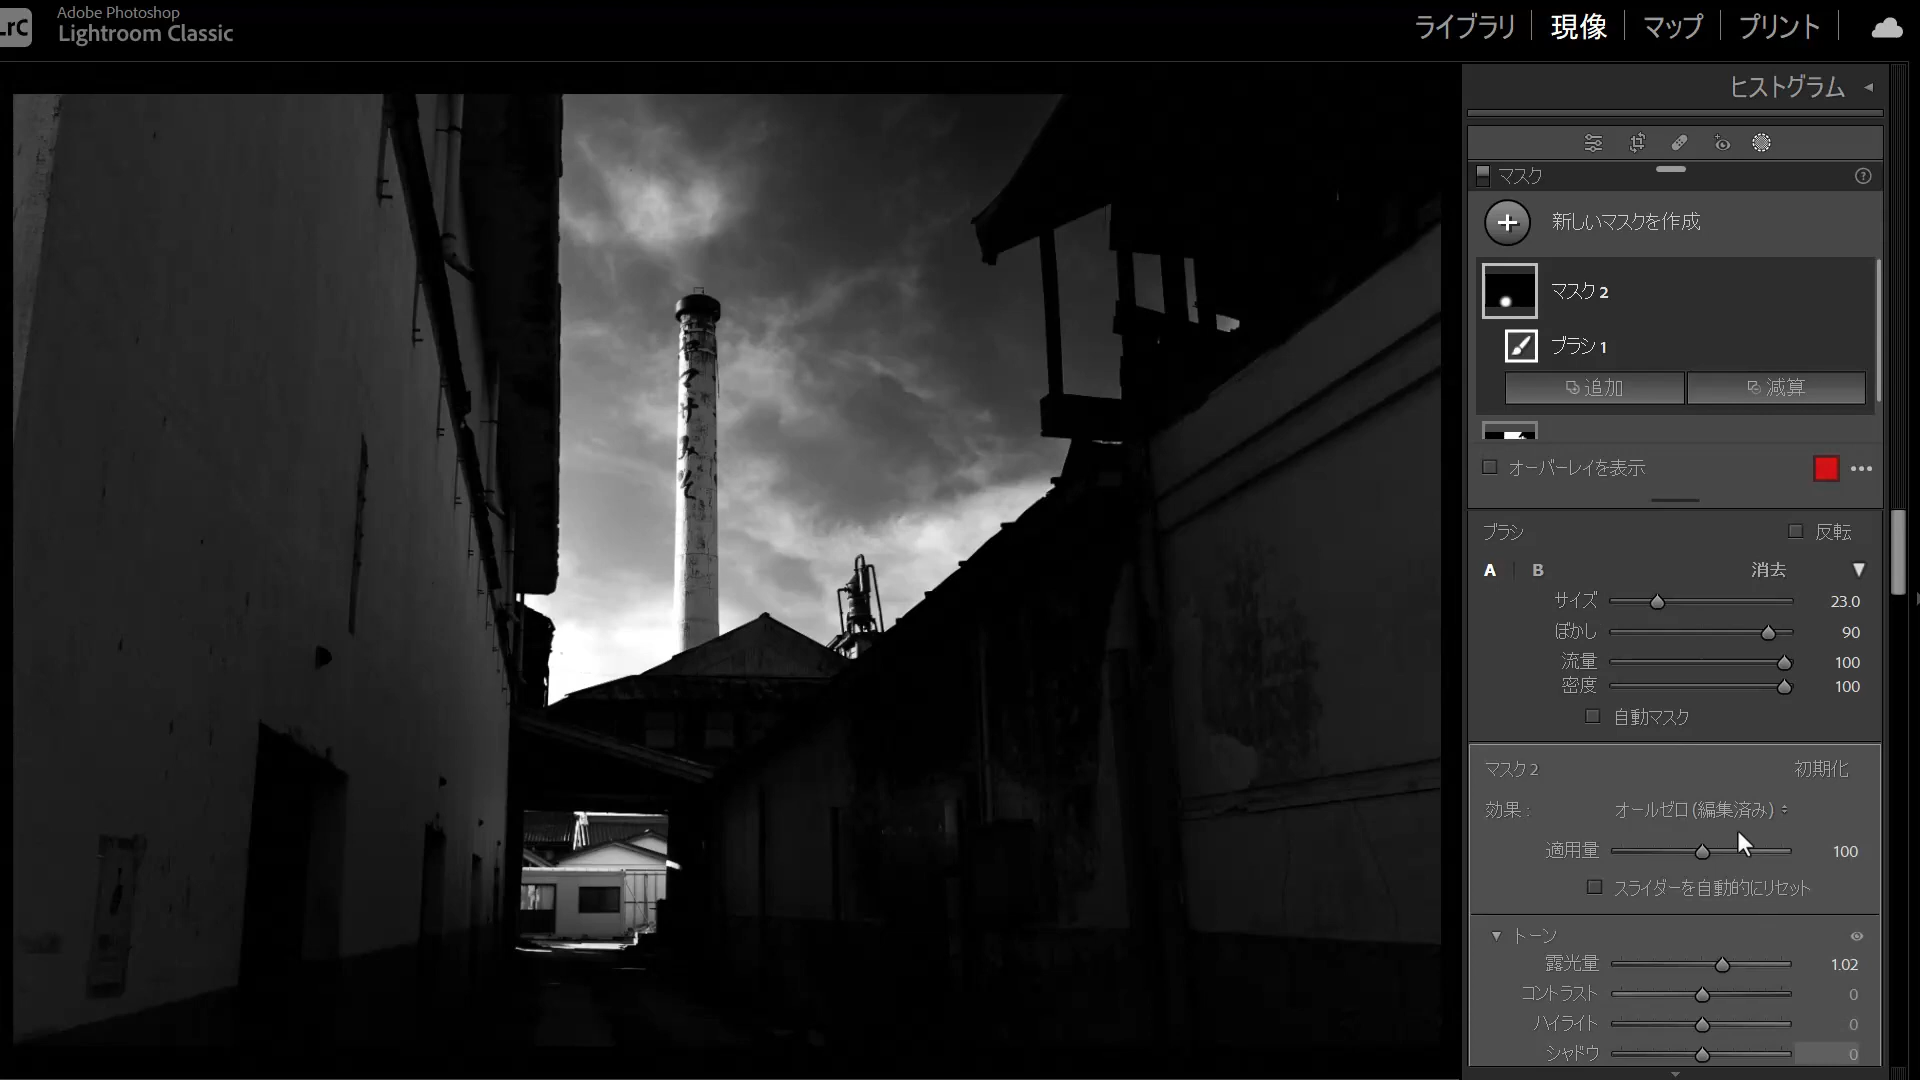 LrC
Adobe Photoshop
Lightroom Classic
ライブラリ
現像
マップ
プリント
ヒストグラム
マスク
新しいマスクを作成
マスク 2
ブラシ 1
追加
減算
オーバーレイを表示
ブラシ
反転
A
B
消去
サイズ
23.0
ぼかし
90
流量
100
密度
100
自動マスク
マスク 2
初期化
効果 :
オールゼロ (編集済み)
適用量
100
スライダーを自動的にリセット
トーン
露光量
1.02
コントラスト
0
ハイライト
0
シャドウ
0